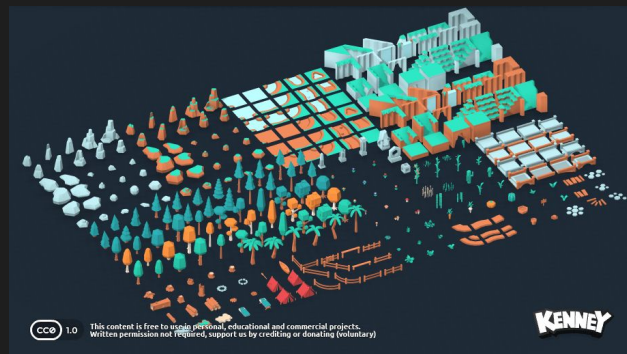 CC0 1.0
This content is free to use in personal, educational and commercial projects.
Written permission not required, support us by crediting or donating (voluntary)
KENNEY